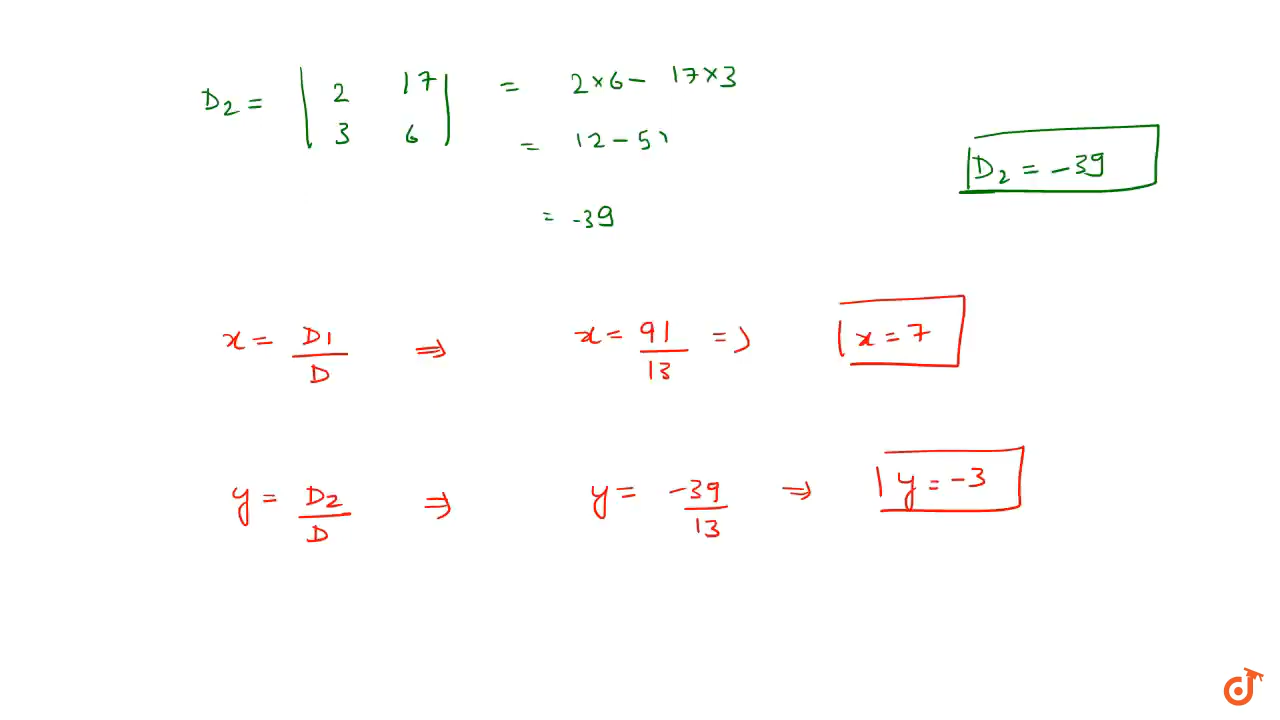 D₂ = | 2 17 | = 2×6 - 17×3
| 3 6 | = 12 - 51
= -39
D₂ = -39
x = D1/D ⇒ x = 91/13 ⇒ x = 7
y = D2/D ⇒ y = -39/13 ⇒ y = -3